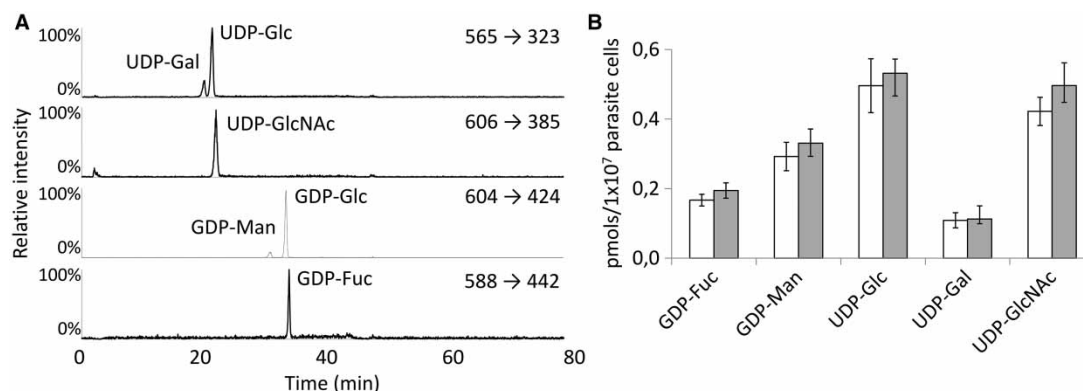 A
Relative intensity
100%
0%
UDP-Gal
UDP-Glc
565 → 323
100%
0%
UDP-GlcNAc
606 → 385
100%
0%
GDP-Man
GDP-Glc
604 → 424
100%
0%
GDP-Fuc
588 → 442
0 20 40 60 80
Time (min)
B
pmols/1x10⁷ parasite cells
0,6
0,4
0,2
0,0
GDP-Fuc
GDP-Man
UDP-Glc
UDP-Gal
UDP-GlcNAc